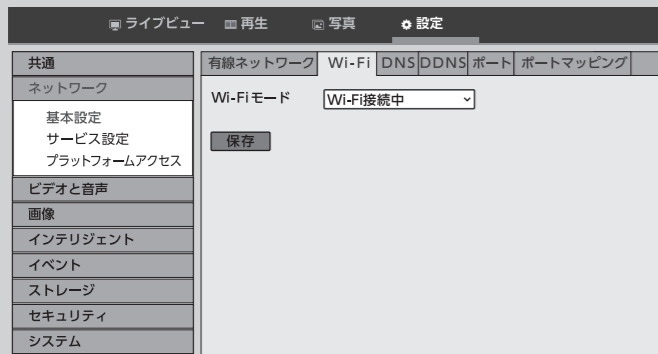 ライブビュー 再生 写真 設定
共通
ネットワーク
基本設定
サービス設定
プラットフォームアクセス
ビデオと音声
画像
インテリジェント
イベント
ストレージ
セキュリティ
システム
有線ネットワーク Wi-Fi DNS DDNS ポート ポートマッピング
Wi-Fiモード Wi-Fi接続中
保存